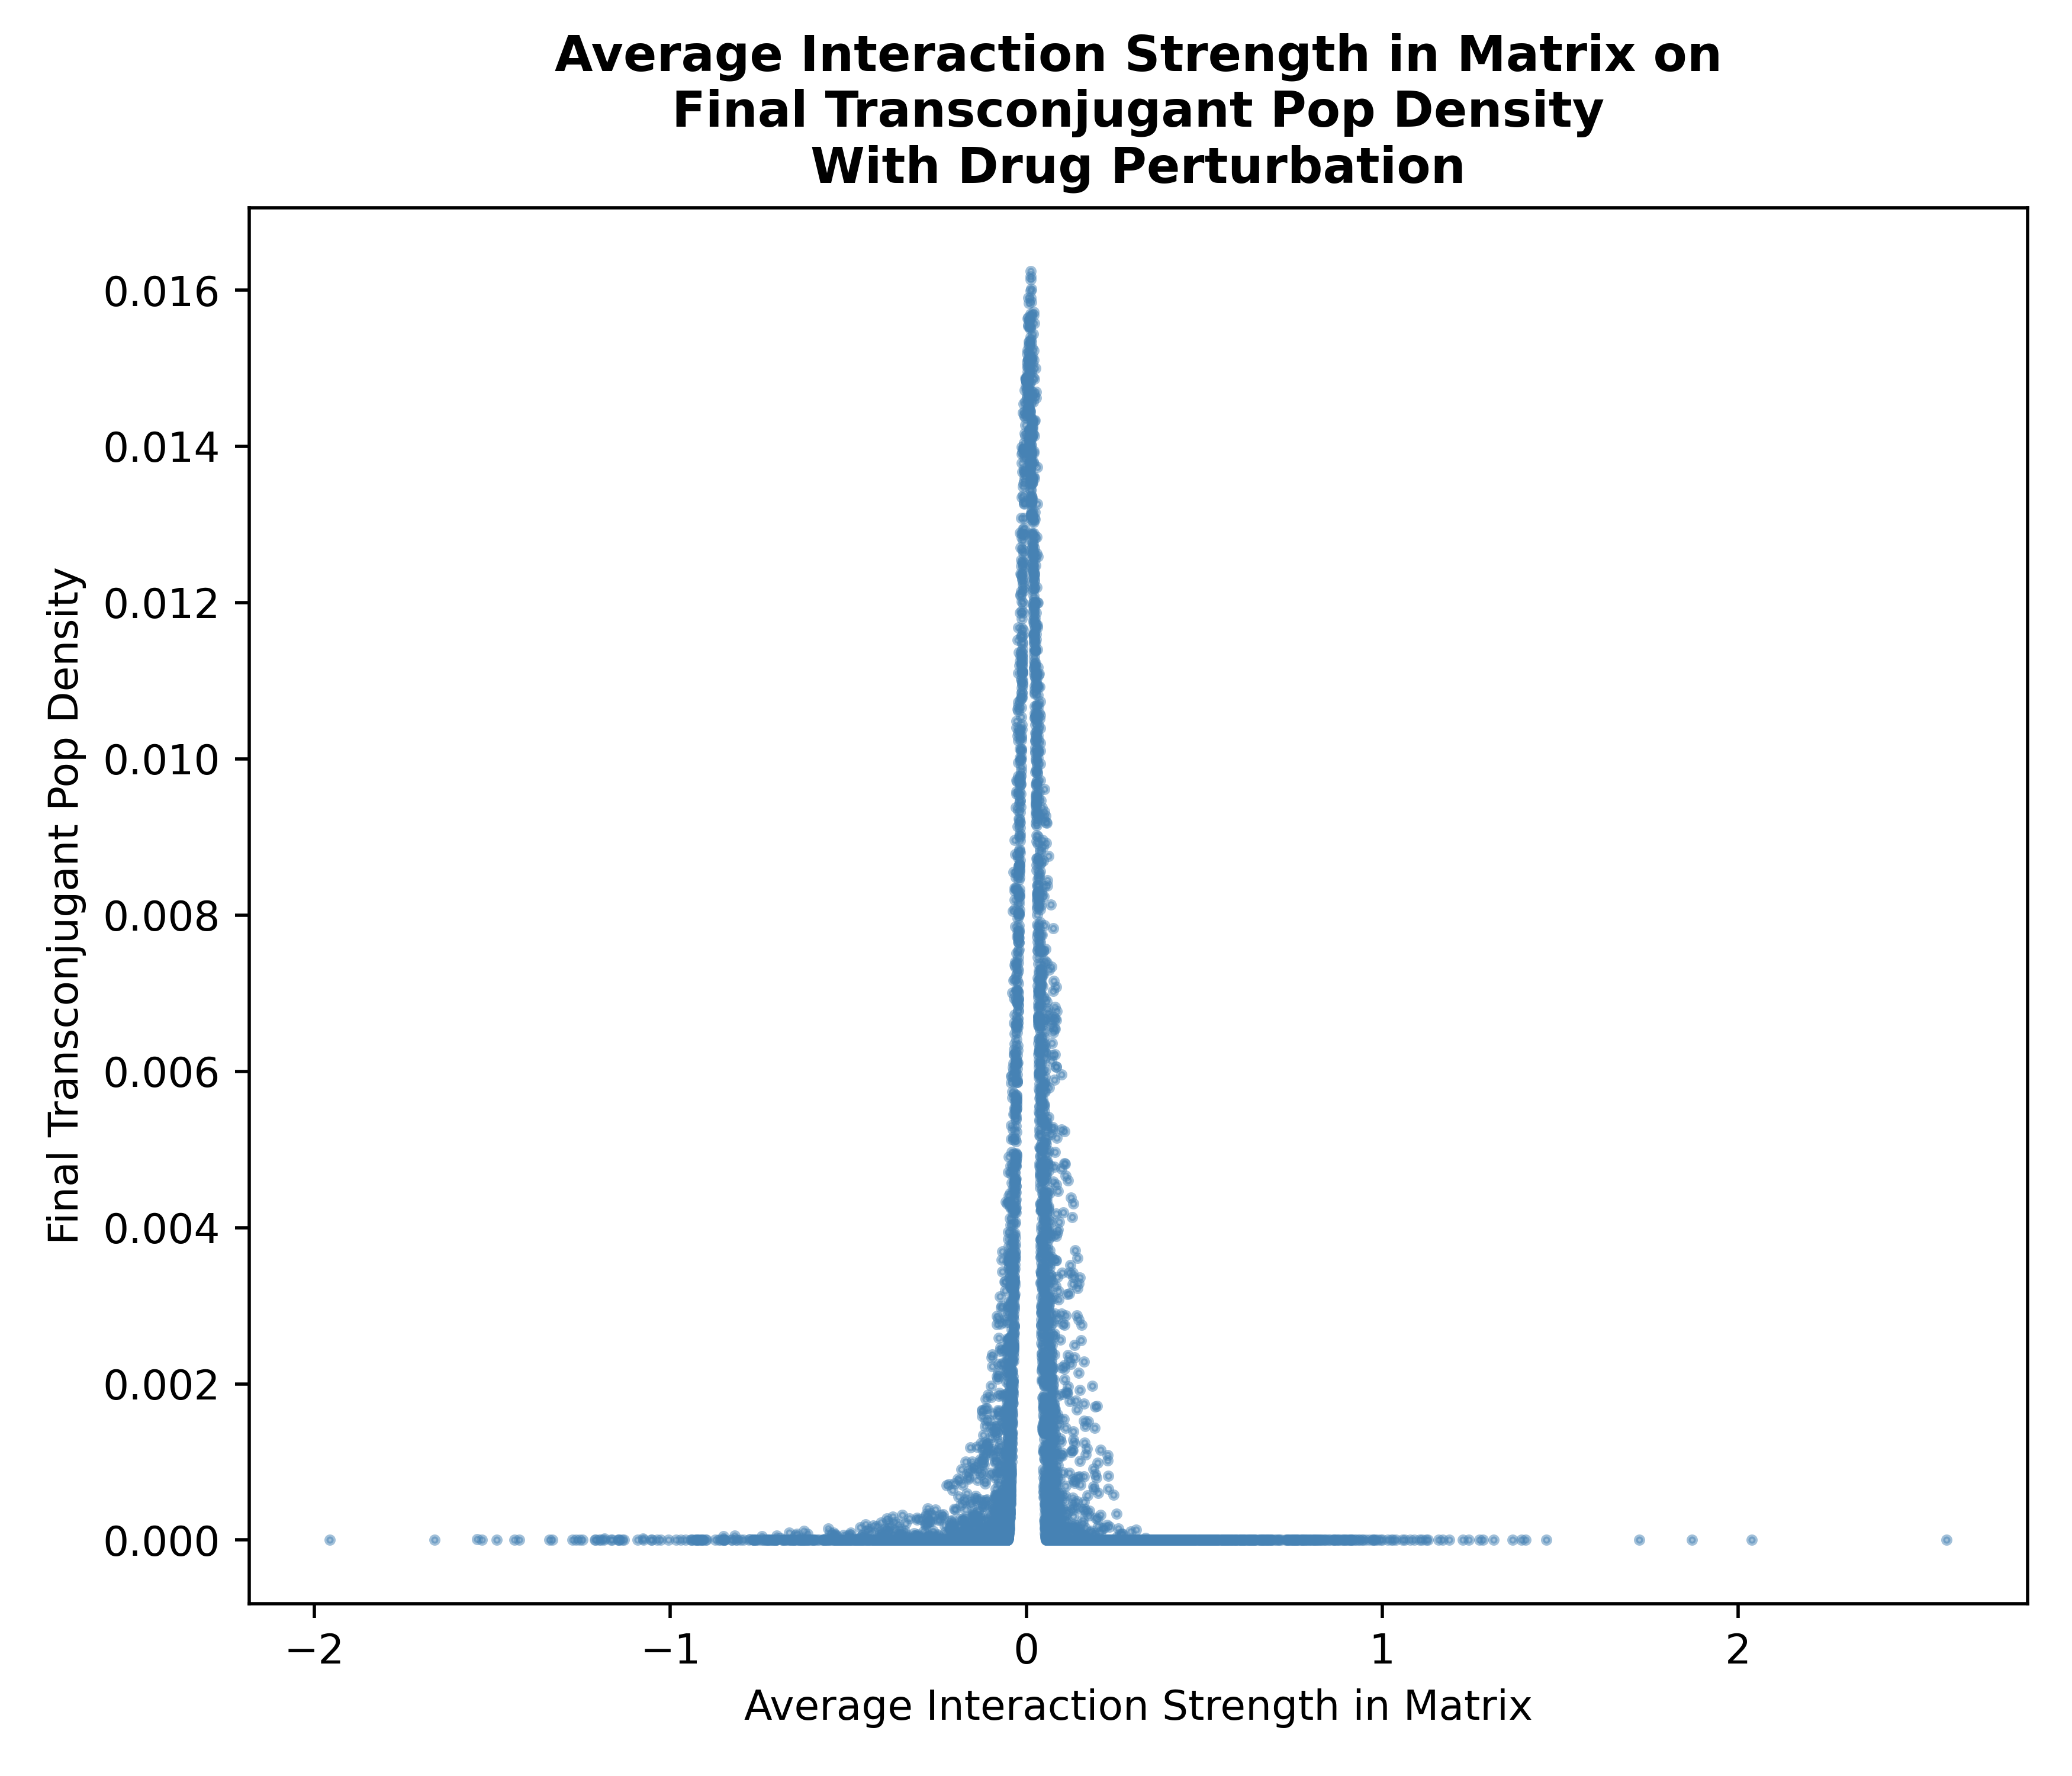 Average Interaction Strength in Matrix on
Final Transconjugant Pop Density
With Drug Perturbation
Final Transconjugant Pop Density
0.016
0.014
0.012
0.010
0.008
0.006
0.004
0.002
0.000
−2 −1 0 1 2
Average Interaction Strength in Matrix